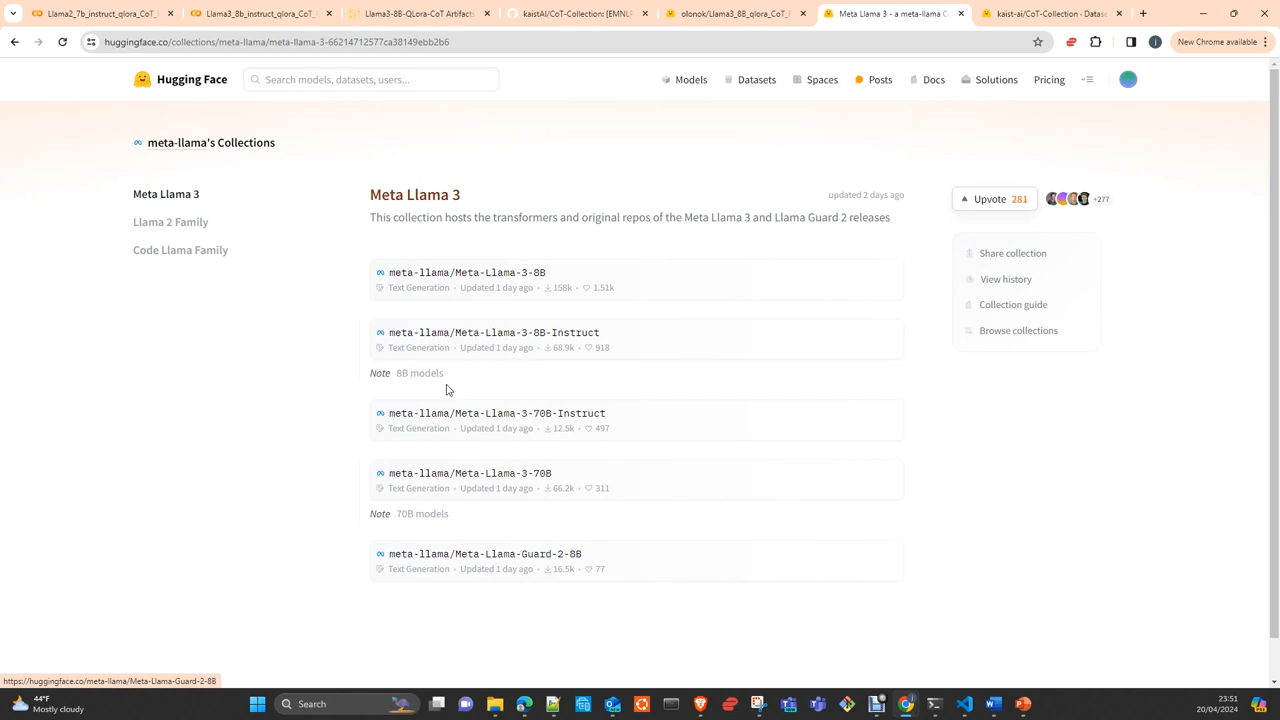 Llama2_7b_instruct_qlora_CoT_F
Llama3_8b_instruct_qlora_CoT_F
Llama3-8B-QLora-CoT Artifacts
kaistAI/CoT-Collection: [EMNLP
olonok/Llama3_8B_qlora_CoT_F
Meta Llama 3 - a meta-llama C
kaist-ai/CoT-Collection · Datase
huggingface.co/collections/meta-llama/meta-llama-3-66214712577ca38149ebb2b6
New Chrome available
Hugging Face
Search models, datasets, users...
Models
Datasets
Spaces
Posts
Docs
Solutions
Pricing
meta-llama's Collections
Meta Llama 3
Llama 2 Family
Code Llama Family
Meta Llama 3
updated 2 days ago
This collection hosts the transformers and original repos of the Meta Llama 3 and Llama Guard 2 releases
Upvote 281
+277
Share collection
View history
Collection guide
Browse collections
meta-llama/Meta-Llama-3-8B
Text Generation • Updated 1 day ago • 158k • 1.51k
meta-llama/Meta-Llama-3-8B-Instruct
Text Generation • Updated 1 day ago • 68.9k • 918
Note 8B models
meta-llama/Meta-Llama-3-70B-Instruct
Text Generation • Updated 1 day ago • 12.5k • 497
meta-llama/Meta-Llama-3-70B
Text Generation • Updated 1 day ago • 66.2k • 311
Note 70B models
meta-llama/Meta-Llama-Guard-2-8B
Text Generation • Updated 1 day ago • 16.5k • 77
https://huggingface.co/meta-llama/Meta-Llama-Guard-2-8B
44°F
Mostly cloudy
Search
23:51
20/04/2024